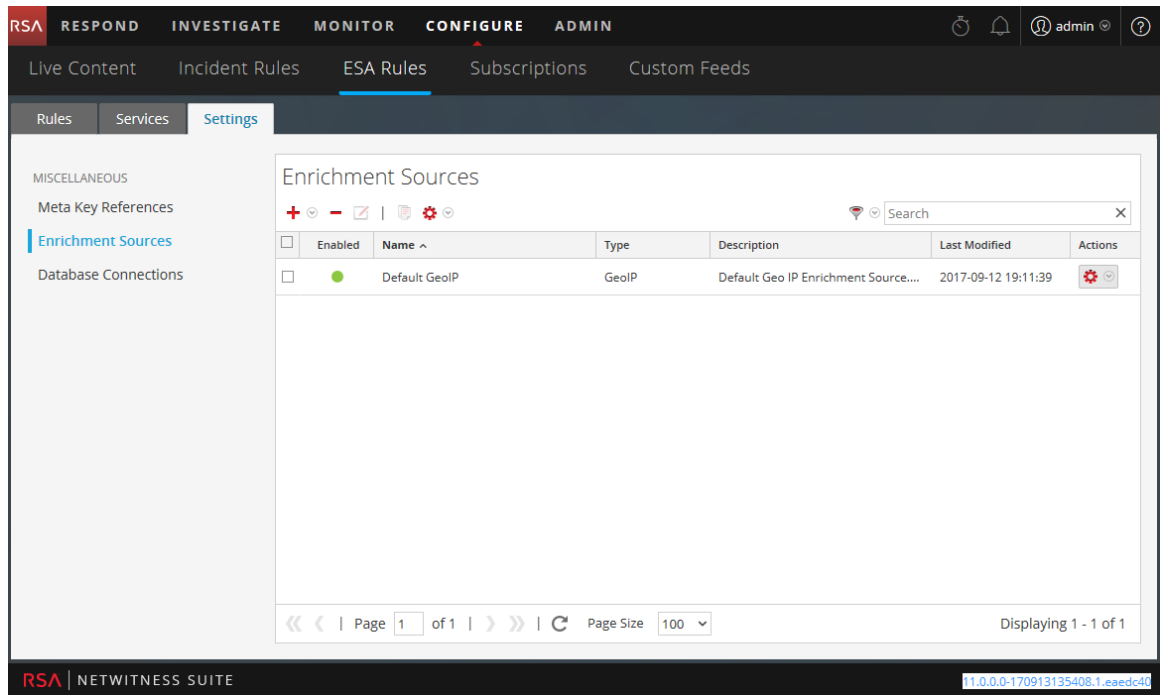 RSA RESPOND INVESTIGATE MONITOR CONFIGURE ADMIN admin ?
Live Content Incident Rules ESA Rules Subscriptions Custom Feeds
Rules Services Settings
MISCELLANEOUS
Meta Key References
Enrichment Sources
Database Connections
Enrichment Sources
Search
Enabled Name Type Description Last Modified Actions
Default GeoIP GeoIP Default Geo IP Enrichment Source.... 2017-09-12 19:11:39
Page 1 of 1 Page Size 100 Displaying 1 - 1 of 1
RSA NETWITNESS SUITE 11.0.0.0-170913135408.1.eaedc40